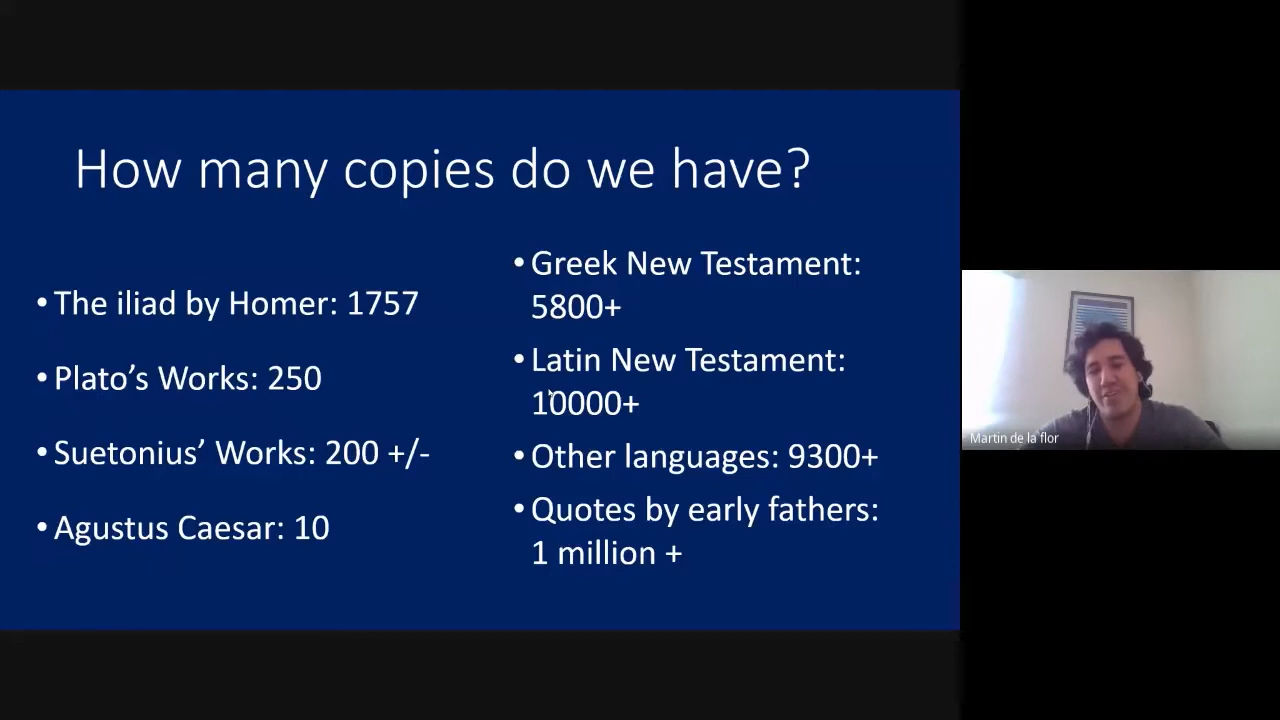 How many copies do we have?
• The iliad by Homer: 1757
• Plato’s Works: 250
• Suetonius’ Works: 200 +/-
• Agustus Caesar: 10
• Greek New Testament:
5800+
• Latin New Testament:
10000+
• Other languages: 9300+
• Quotes by early fathers:
1 million +
Martin de la flor